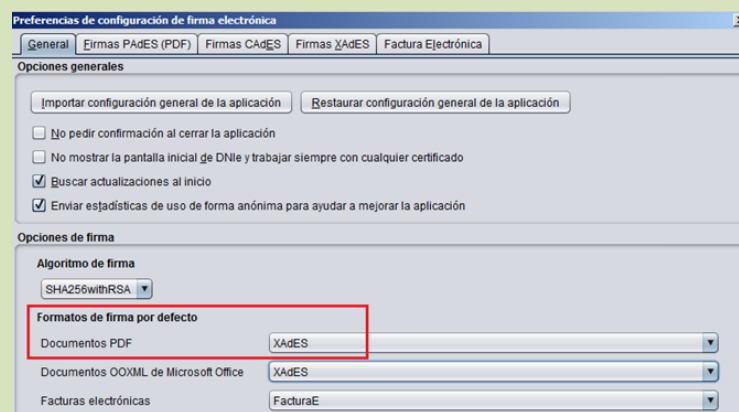 Preferencias de configuración de firma electrónica
General Firmas PAdES (PDF) Firmas CAdES Firmas XAdES Factura Electrónica
Opciones generales
Importar configuración general de la aplicación Restaurar configuración general de la aplicación
No pedir confirmación al cerrar la aplicación
No mostrar la pantalla inicial de DNIe y trabajar siempre con cualquier certificado
Buscar actualizaciones al inicio
Enviar estadísticas de uso de forma anónima para ayudar a mejorar la aplicación
Opciones de firma
Algoritmo de firma
SHA256withRSA
Formatos de firma por defecto
Documentos PDF XAdES
Documentos OOXML de Microsoft Office XAdES
Facturas electrónicas FacturaE